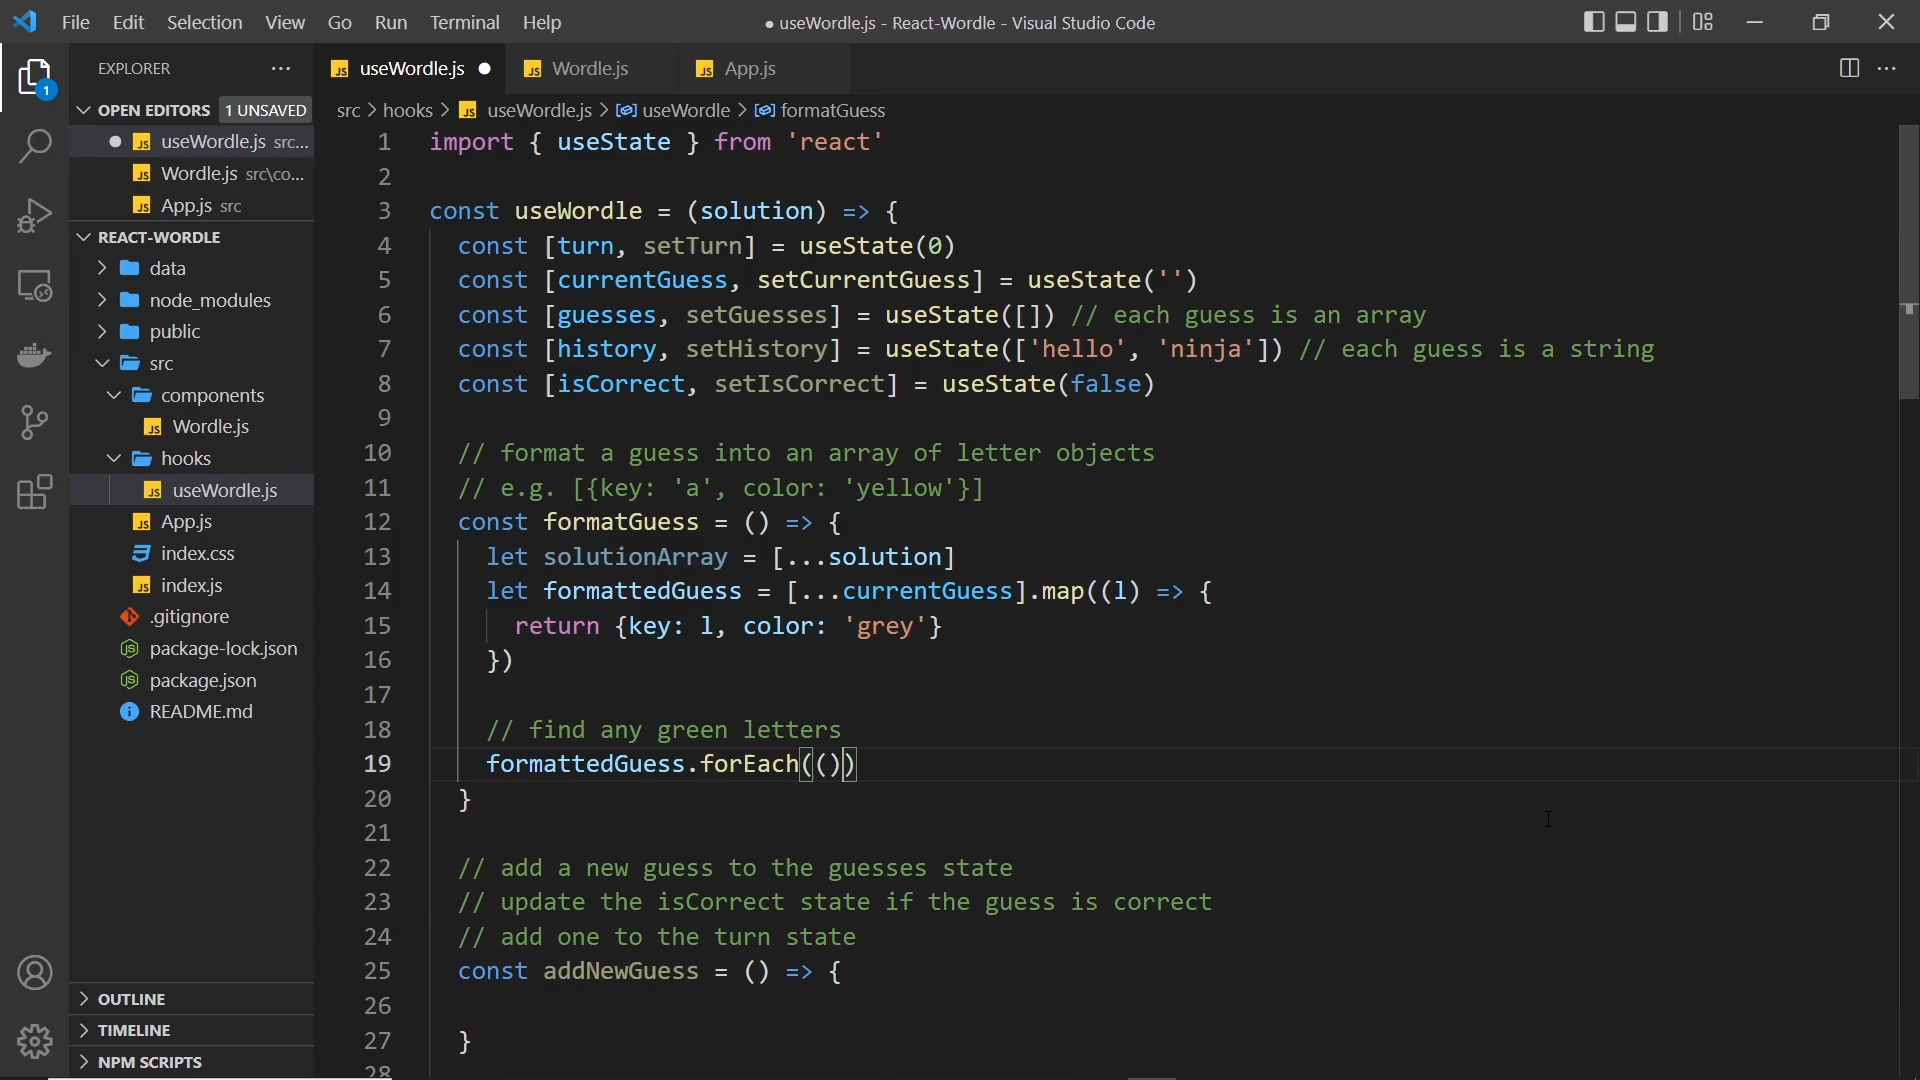 File Edit Selection View Go Run Terminal Help
● useWordle.js - React-Wordle - Visual Studio Code
1
EXPLORER
OPEN EDITORS 1 UNSAVED
useWordle.js src...
Wordle.js src\co...
App.js src
REACT-WORDLE
data
node_modules
public
src
components
Wordle.js
hooks
useWordle.js
App.js
index.css
index.js
.gitignore
package-lock.json
package.json
README.md
OUTLINE
TIMELINE
NPM SCRIPTS
JS useWordle.js ● JS Wordle.js JS App.js
src > hooks > JS useWordle.js > useWordle > formatGuess
1 import { useState } from 'react'
2
3 const useWordle = (solution) => {
4 const [turn, setTurn] = useState(0)
5 const [currentGuess, setCurrentGuess] = useState('')
6 const [guesses, setGuesses] = useState([]) // each guess is an array
7 const [history, setHistory] = useState(['hello', 'ninja']) // each guess is a string
8 const [isCorrect, setIsCorrect] = useState(false)
9
10 // format a guess into an array of letter objects
11 // e.g. [{key: 'a', color: 'yellow'}]
12 const formatGuess = () => {
13 let solutionArray = [...solution]
14 let formattedGuess = [...currentGuess].map((l) => {
15 return {key: l, color: 'grey'}
16 })
17
18 // find any green letters
19 formattedGuess.forEach(())
20 }
21
22 // add a new guess to the guesses state
23 // update the isCorrect state if the guess is correct
24 // add one to the turn state
25 const addNewGuess = () => {
26
27 }
28